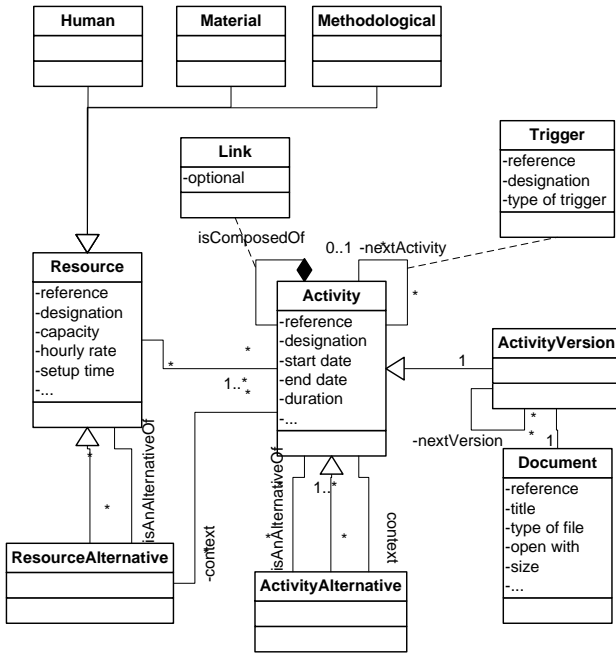 Human
Material
Methodological
Trigger
-reference
-designation
-type of trigger
Link
-optional
isComposedOf
0..1
-nextActivity
*
*
Resource
-reference
-designation
-capacity
-hourly rate
-setup time
-...
Activity
-reference
-designation
-start date
-end date
-duration
-...
*
*
1..*
*
1
ActivityVersion
-nextVersion
*
*
1
Document
-reference
-title
-type of file
-open with
-size
-...
*
*
isAnAlternativeOf
ResourceAlternative
-context
*
isAnAlternativeOf
*
1..*
*
context
ActivityAlternative